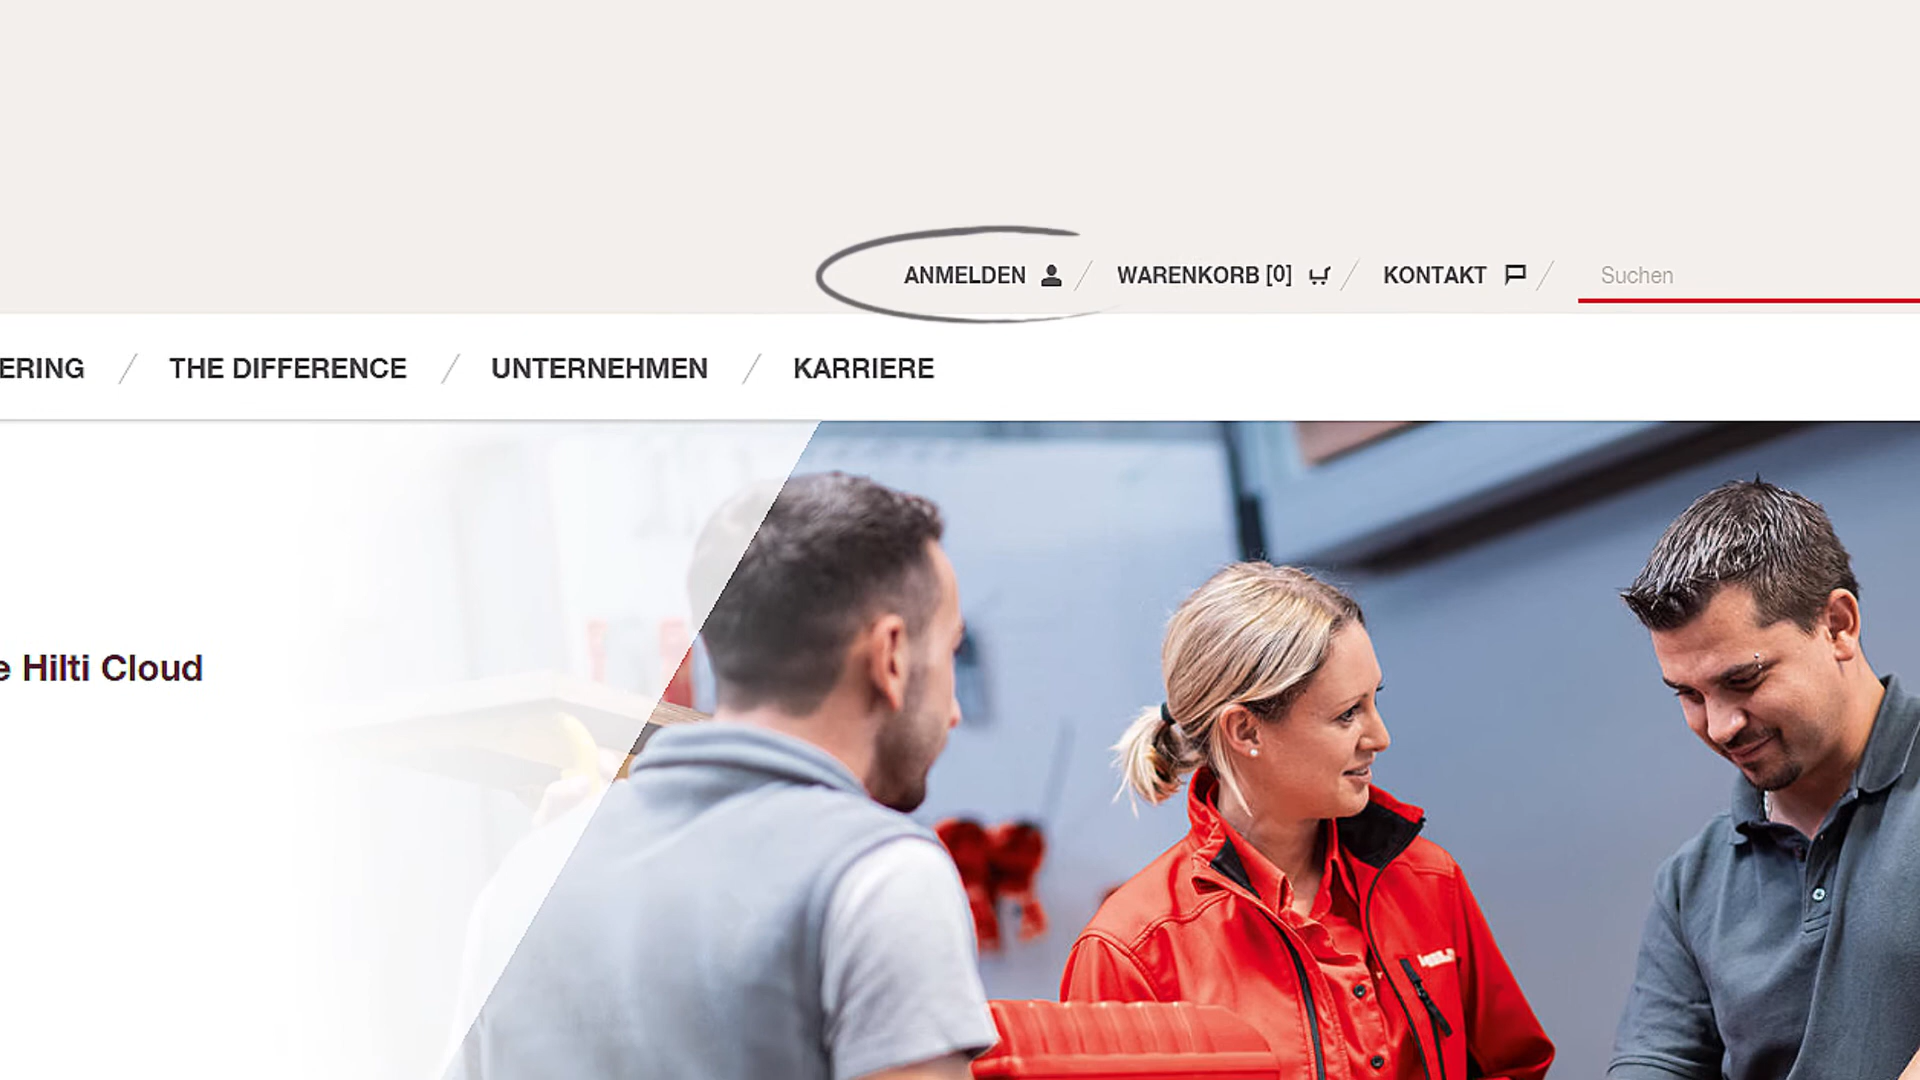 ANMELDEN WARENKORB [0] KONTAKT Suchen
ERING / THE DIFFERENCE / UNTERNEHMEN / KARRIERE
e Hilti Cloud